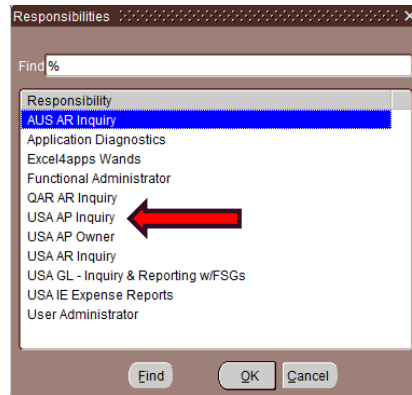 Responsibilities
Find %
Responsibility
AUS AR Inquiry
Application Diagnostics
Excel4apps Wands
Functional Administrator
QAR AR Inquiry
USA AP Inquiry
USA AP Owner
USA AR Inquiry
USA GL - Inquiry & Reporting w/FSGs
USA IE Expense Reports
User Administrator
Find OK Cancel